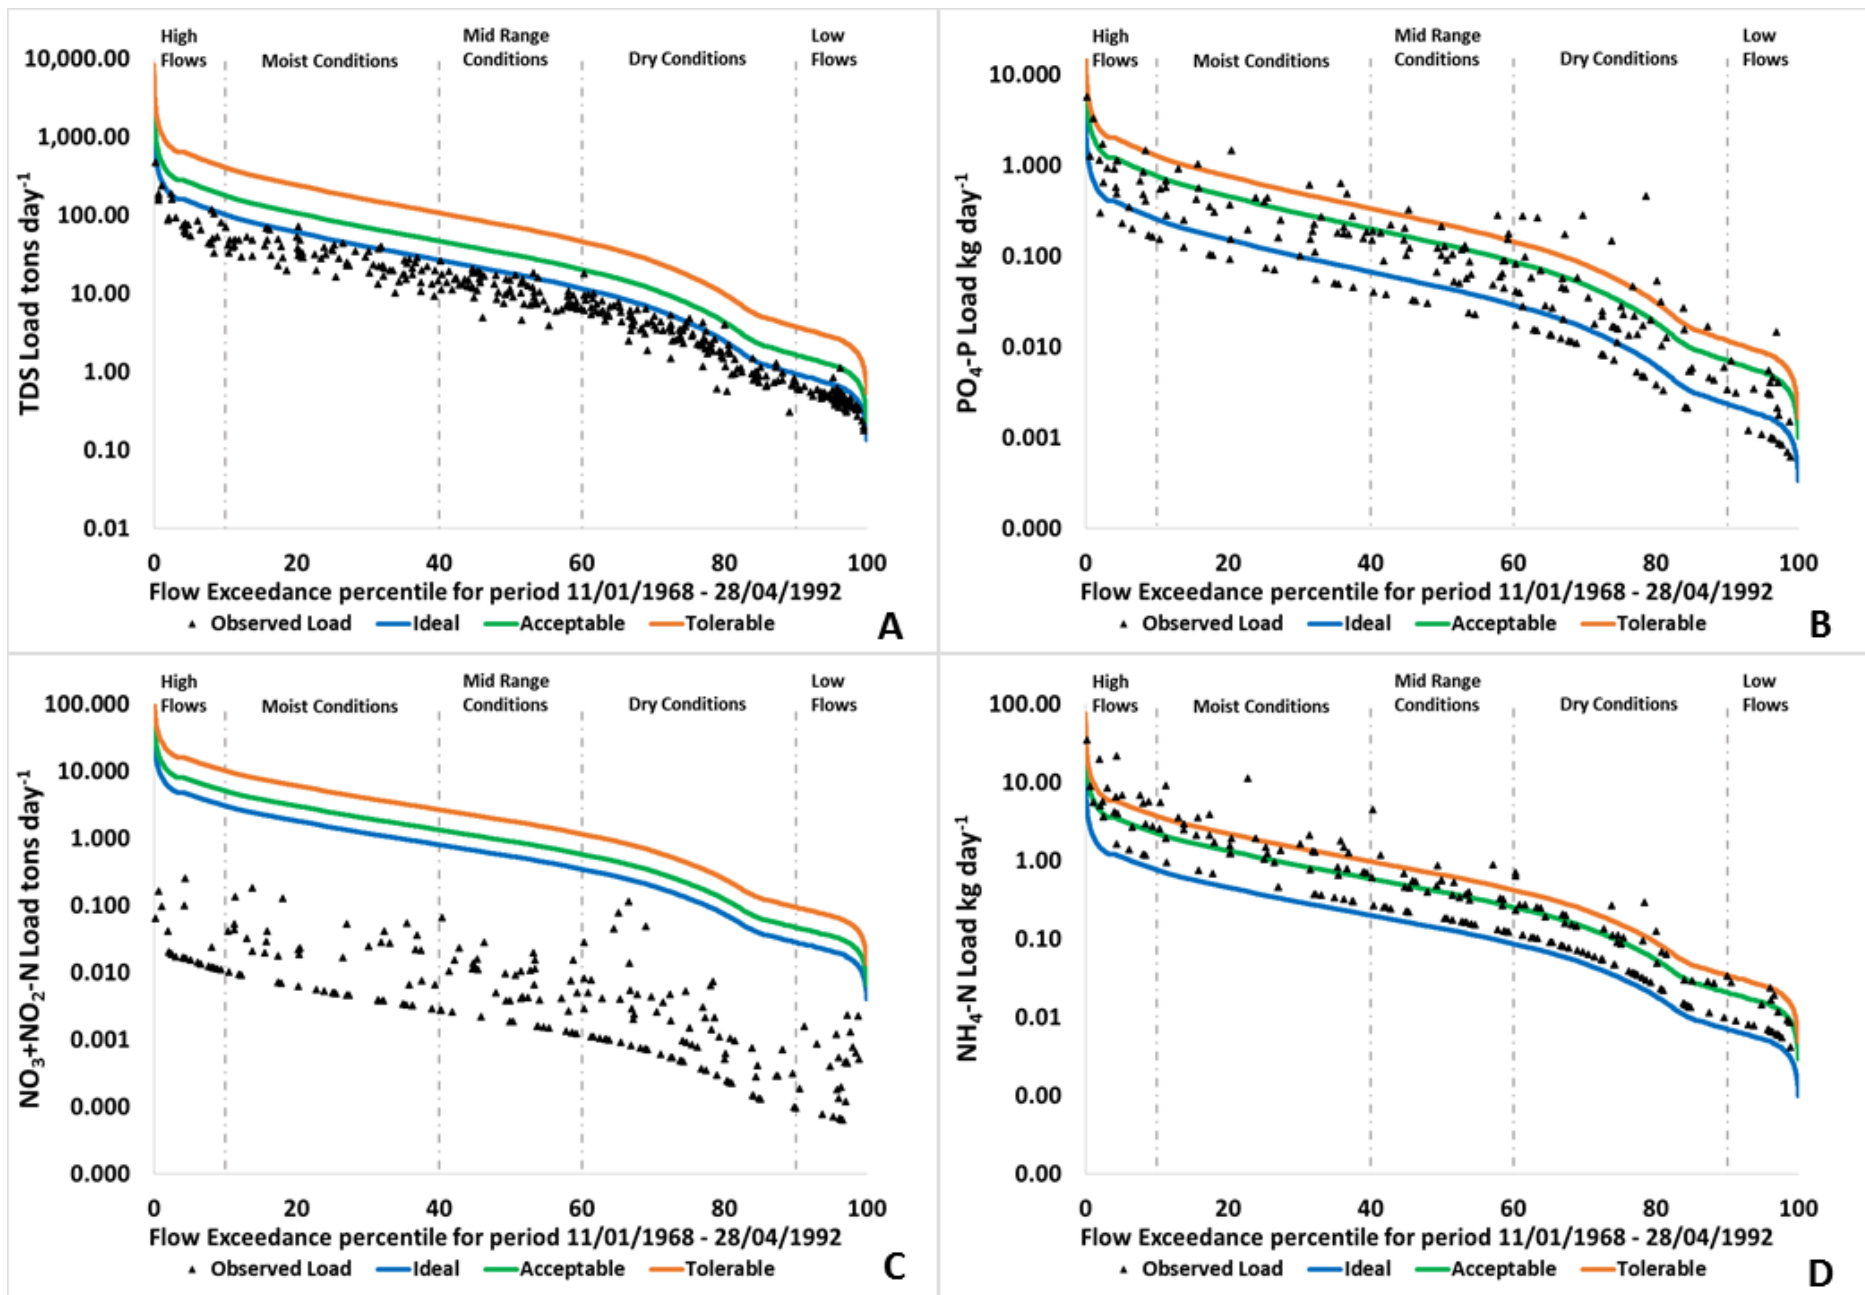 High Flows
Moist Conditions
Mid Range Conditions
Dry Conditions
Low Flows
10,000.00
1,000.00
100.00
10.00
1.00
0.10
0.01
TDS Load tons day-1
0 20 40 60 80 100
Flow Exceedance percentile for period 11/01/1968 - 28/04/1992
Observed Load Ideal Acceptable Tolerable
A
High Flows
Moist Conditions
Mid Range Conditions
Dry Conditions
Low Flows
10.000
1.000
0.100
0.010
0.001
0.000
PO4-P Load kg day-1
0 20 40 60 80 100
Flow Exceedance percentile for period 11/01/1968 - 28/04/1992
Observed Load Ideal Acceptable Tolerable
B
High Flows
Moist Conditions
Mid Range Conditions
Dry Conditions
Low Flows
100.000
10.000
1.000
0.100
0.010
0.001
0.000
0.000
NO3+NO2-N Load tons day-1
0 20 40 60 80 100
Flow Exceedance percentile for period 11/01/1968 - 28/04/1992
Observed Load Ideal Acceptable Tolerable
C
High Flows
Moist Conditions
Mid Range Conditions
Dry Conditions
Low Flows
100.00
10.00
1.00
0.10
0.01
0.00
0.00
NH4-N Load kg day-1
0 20 40 60 80 100
Flow Exceedance percentile for period 11/01/1968 - 28/04/1992
Observed Load Ideal Acceptable Tolerable
D